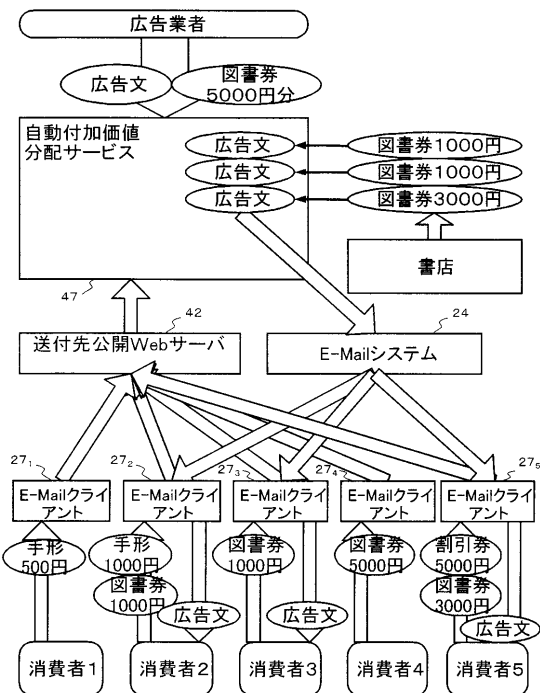 広告業者
広告文
図書券
5000円分
自動付加価値
分配サービス
広告文
図書券1000円
広告文
図書券1000円
広告文
図書券3000円
書店
47
42
24
送付先公開Webサーバ
E-Mailシステム
27₁
27₂
27₃
27₄
27₅
E-Mailクライ
アント
E-Mailクライ
アント
E-Mailクライ
アント
E-Mailクライ
アント
E-Mailクライ
アント
手形
500円
手形
1000円
図書券
1000円
図書券
1000円
図書券
5000円
割引券
5000円
図書券
3000円
広告文
広告文
広告文
消費者1
消費者2
消費者3
消費者4
消費者5